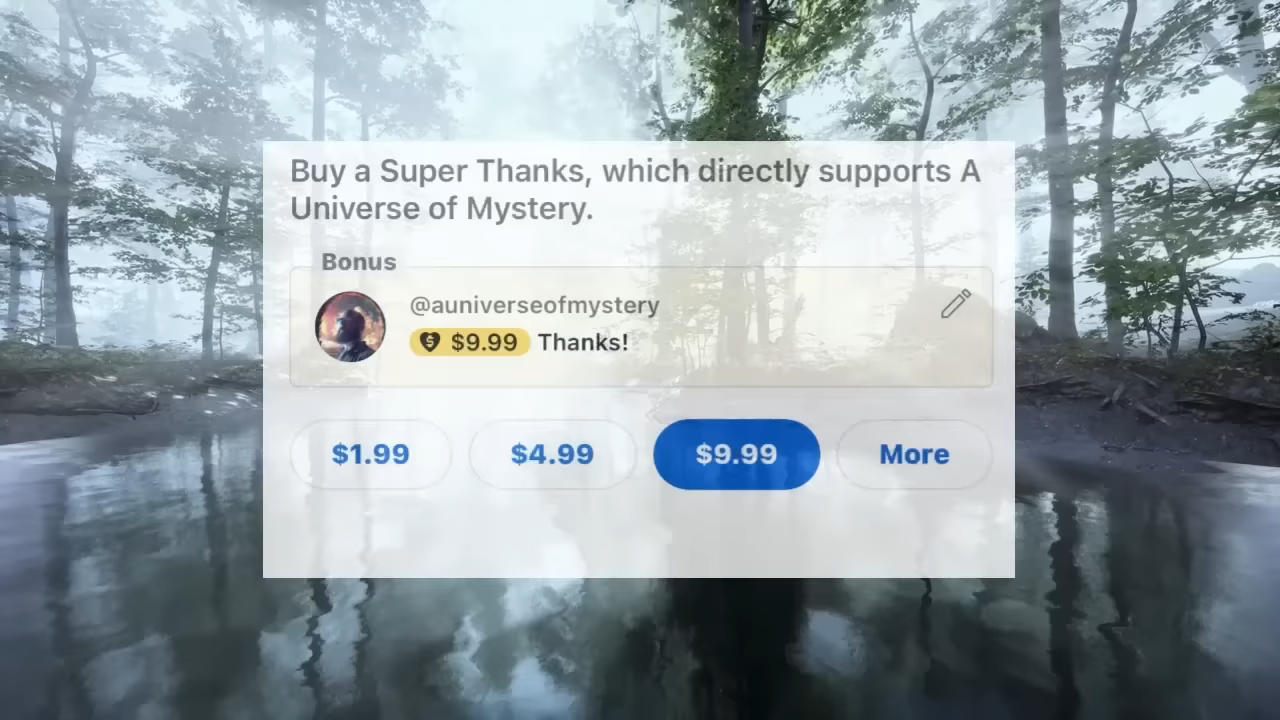 Buy a Super Thanks, which directly supports A
Universe of Mystery.
Bonus
@auniverseofmystery
$9.99 Thanks!
$1.99 $4.99 $9.99 More